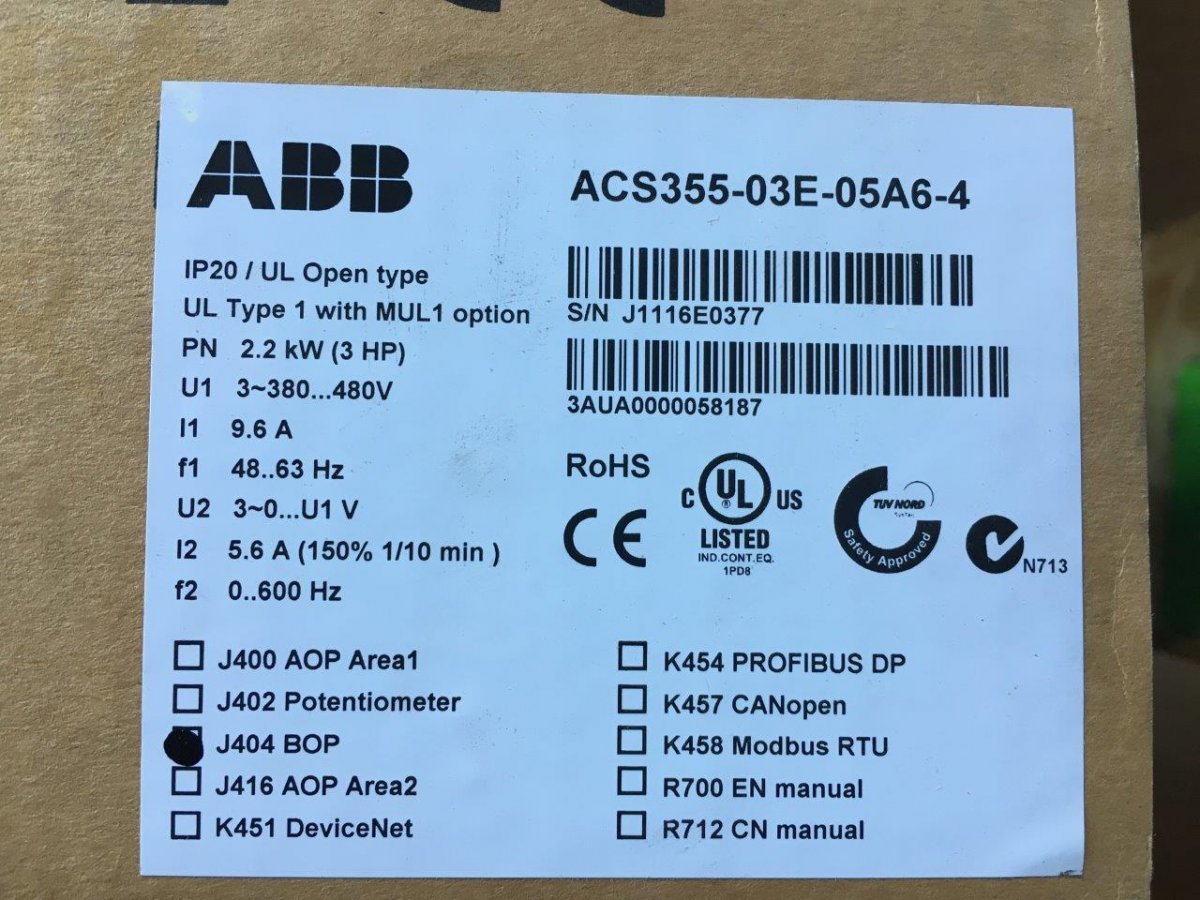 ABB
ACS355-03E-05A6-4
IP20 / UL Open type
UL Type 1 with MUL1 option
S/N J1116E0377
PN 2.2 kW (3 HP)
U1 3~380...480V
3AUA0000058187
I1 9.6 A
f1 48..63 Hz
U2 3~0...U1 V
I2 5.6 A (150% 1/10 min )
f2 0..600 Hz
RoHS
CE
C UL US
®
LISTED
IND.CONT.EQ.
1PD8
TUV NORD
Safety Approved
N713
J400 AOP Area1
J402 Potentiometer
J404 BOP
J416 AOP Area2
K451 DeviceNet
K454 PROFIBUS DP
K457 CANopen
K458 Modbus RTU
R700 EN manual
R712 CN manual